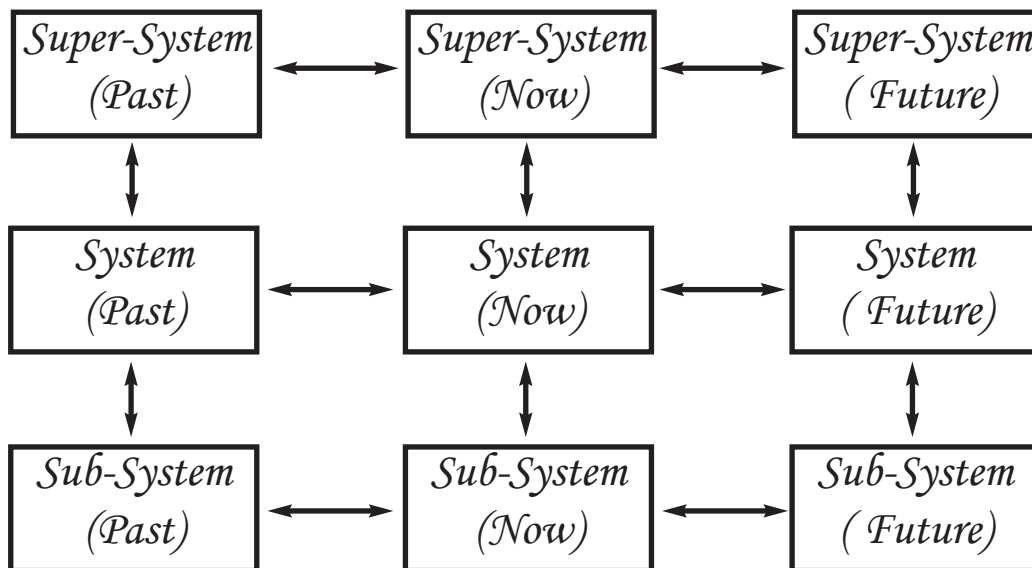 Super-System
(Past)
Super-System
(Now)
Super-System
( Future)
System
(Past)
System
(Now)
System
( Future)
Sub-System
(Past)
Sub-System
(Now)
Sub-System
( Future)